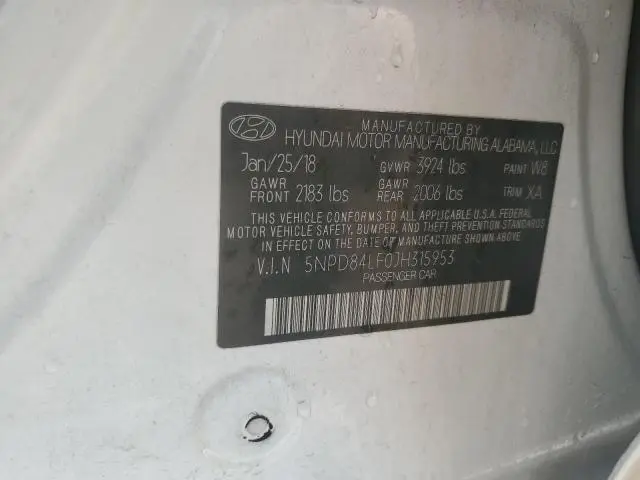 MANUFACTURED BY
HYUNDAI MOTOR MANUFACTURING ALABAMA, LLC
Jan/25/18 GVWR 3924 lbs PAINT W8
GAWR FRONT 2183 lbs GAWR REAR 2006 lbs TRIM XA
THIS VEHICLE CONFORMS TO ALL APPLICABLE U.S.A. FEDERAL
MOTOR VEHICLE SAFETY, BUMPER, AND THEFT PREVENTION
STANDARDS IN EFFECT ON THE DATE OF MANUFACTURE SHOWN ABOVE.
V.I.N 5NPD84LF0JH315953
PASSENGER CAR